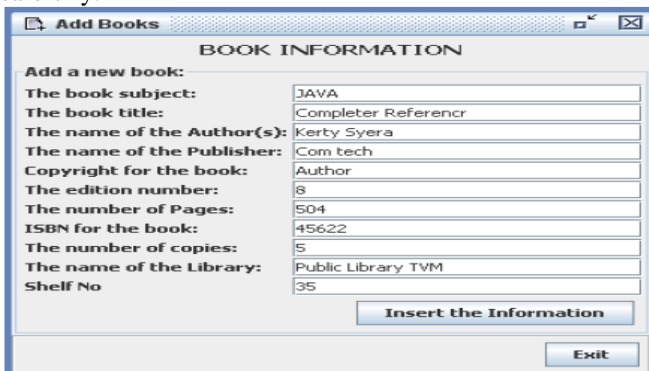 Add Books
BOOK INFORMATION
Add a new book:
The book subject: JAVA
The book title: Completer Referencr
The name of the Author(s): Kerty Syera
The name of the Publisher: Com tech
Copyright for the book: Author
The edition number: 8
The number of Pages: 504
ISBN for the book: 45622
The number of copies: 5
The name of the Library: Public Library TVM
Shelf No 35
Insert the Information
Exit